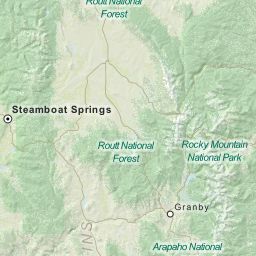 Routt National
Forest
Steamboat Springs
Routt National
Forest
Rocky Mountain
National Park
Granby
Arapaho National